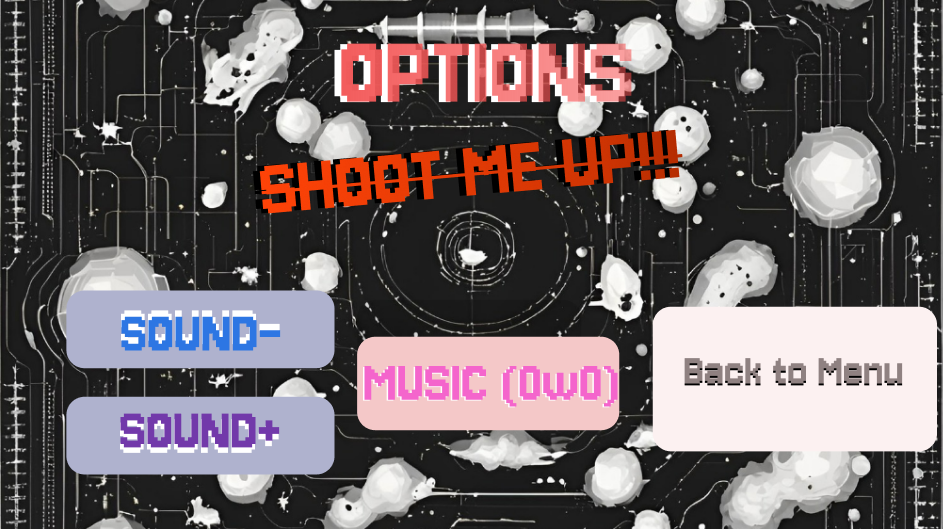 OPTIONS
SHOOT ME UP!!!
SOUND-
SOUND+
MUSIC (OwO)
Back to Menu